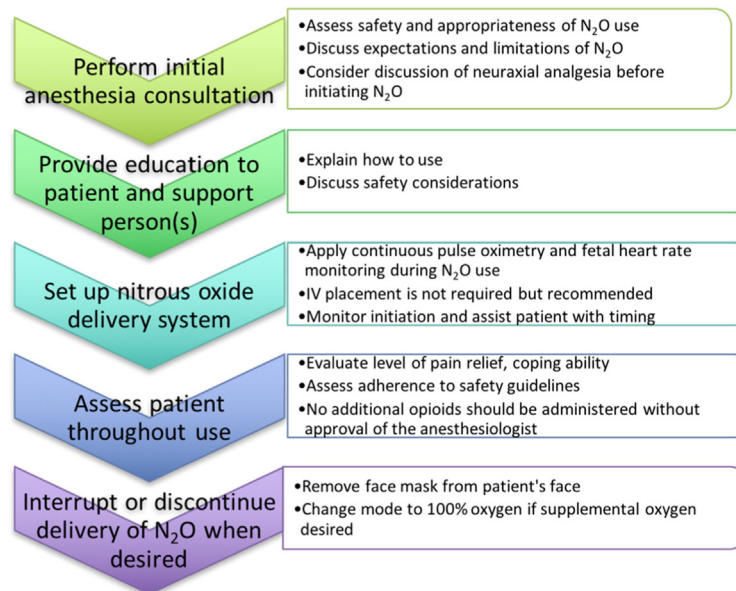 Perform initial
anesthesia consultation
•Assess safety and appropriateness of N₂O use
•Discuss expectations and limitations of N₂O
•Consider discussion of neuraxial analgesia before
initiating N₂O
Provide education to
patient and support
person(s)
•Explain how to use
•Discuss safety considerations
Set up nitrous oxide
delivery system
•Apply continuous pulse oximetry and fetal heart rate
monitoring during N₂O use
•IV placement is not required but recommended
•Monitor initiation and assist patient with timing
Assess patient
throughout use
•Evaluate level of pain relief, coping ability
•Assess adherence to safety guidelines
•No additional opioids should be administered without
approval of the anesthesiologist
Interrupt or discontinue
delivery of N₂O when
desired
•Remove face mask from patient's face
•Change mode to 100% oxygen if supplemental oxygen
desired